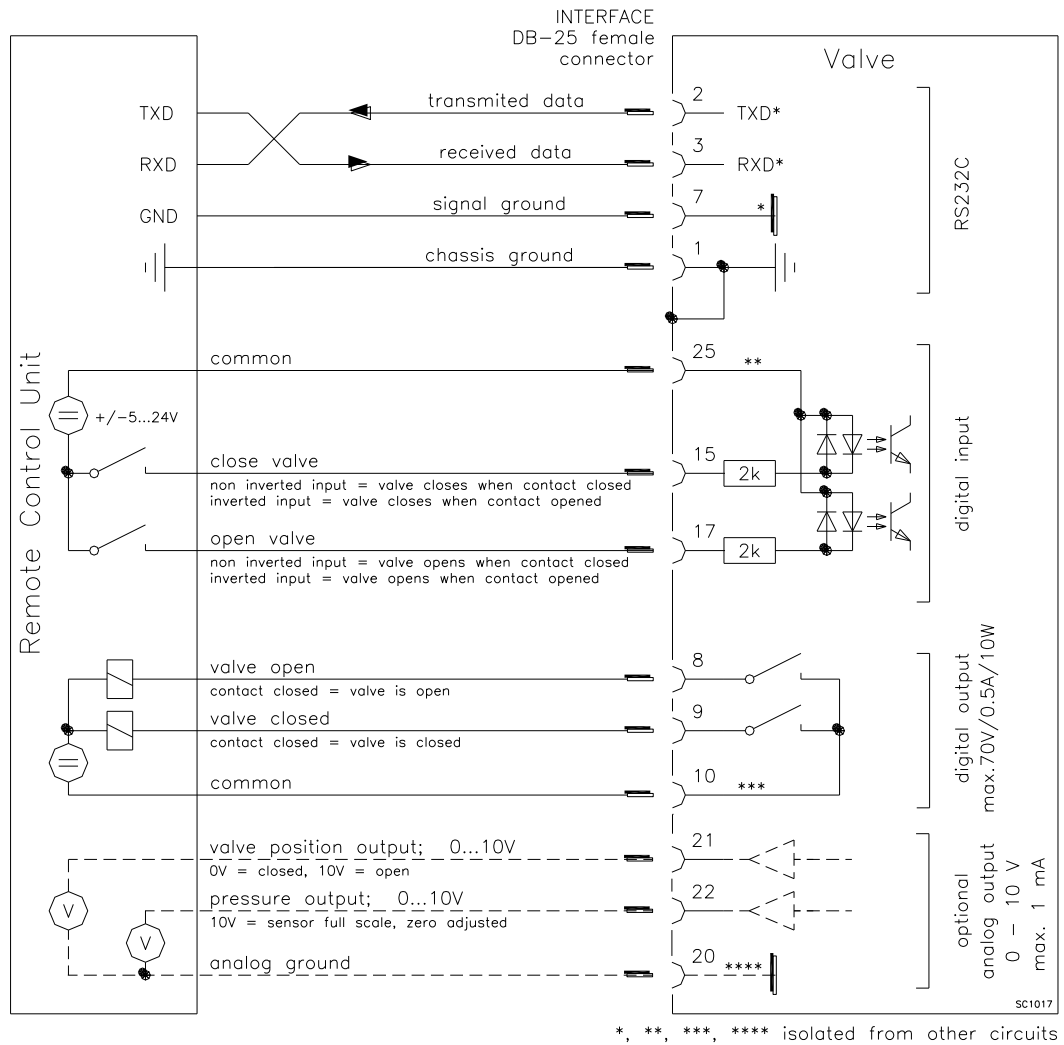 INTERFACE
DB-25 female
connector
Valve
Remote Control Unit
TXD
transmited data
2
TXD*
RXD
received data
3
RXD*
GND
signal ground
7
*
chassis ground
1
RS232C
common
25
**
+/-5...24V
close valve
15
2k
non inverted input = valve closes when contact closed
inverted input = valve closes when contact opened
open valve
17
2k
non inverted input = valve opens when contact closed
inverted input = valve opens when contact opened
digital input
valve open
8
contact closed = valve is open
valve closed
9
contact closed = valve is closed
common
10
***
digital output
max.70V/0.5A/10W
valve position output; 0...10V
21
0V = closed, 10V = open
pressure output; 0...10V
22
10V = sensor full scale, zero adjusted
analog ground
20
****
V
V
optional
analog output
0 - 10 V
max. 1 mA
SC1017
*, **, ***, **** isolated from other circuits